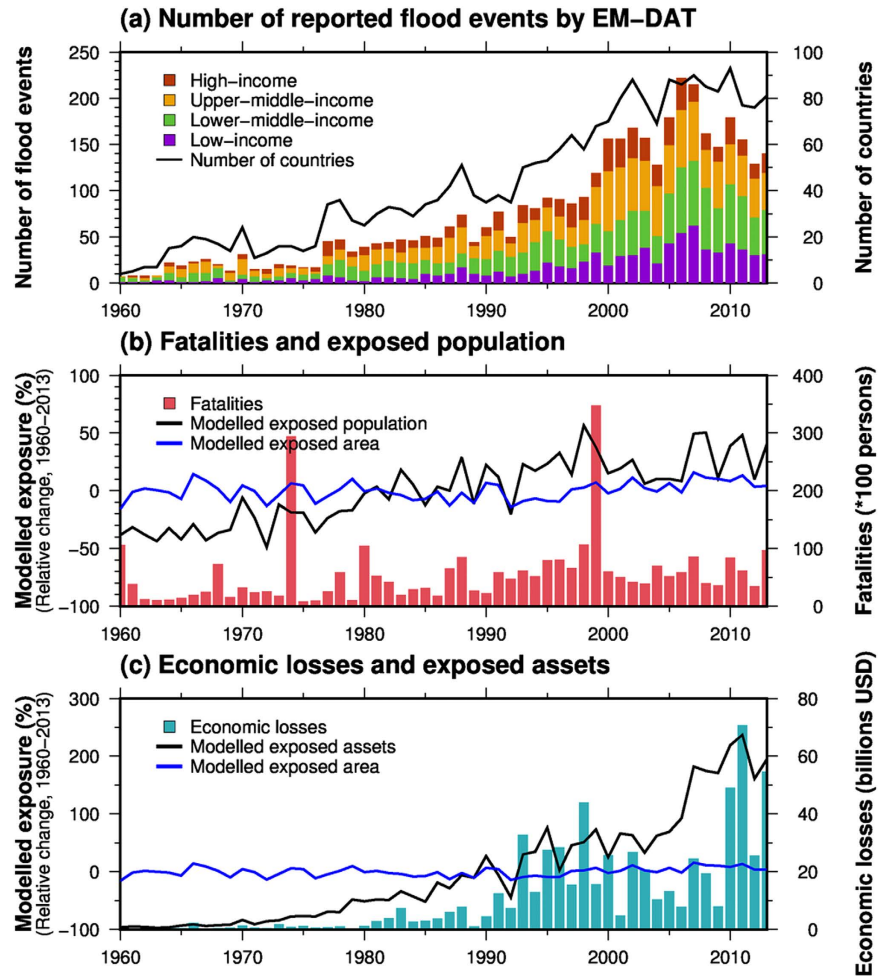 (a) Number of reported flood events by EM−DAT
Number of flood events
250
200
150
100
50
0
High−income
Upper−middle−income
Lower−middle−income
Low−income
Number of countries
100
80
60
40
20
0
Number of countries
1960 1970 1980 1990 2000 2010
(b) Fatalities and exposed population
Modelled exposure (%)
(Relative change, 1960−2013)
100
50
0
−50
−100
Fatalities
Modelled exposed population
Modelled exposed area
400
300
200
100
0
Fatalities (*100 persons)
1960 1970 1980 1990 2000 2010
(c) Economic losses and exposed assets
Modelled exposure (%)
(Relative change, 1960−2013)
300
200
100
0
−100
Economic losses
Modelled exposed assets
Modelled exposed area
80
60
40
20
0
Economic losses (billions USD)
1960 1970 1980 1990 2000 2010